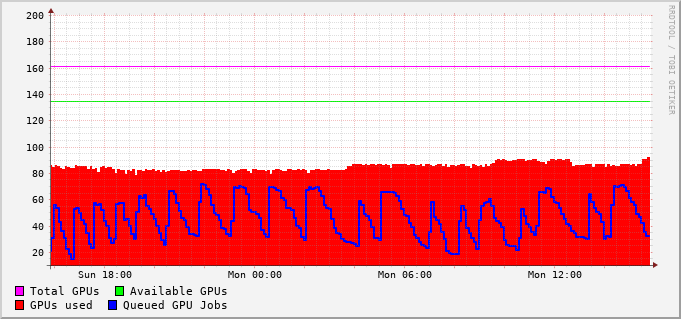 200
180
160
140
120
100
80
60
40
20
Sun 18:00 Mon 00:00 Mon 06:00 Mon 12:00
Total GPUs Available GPUs
GPUs used Queued GPU Jobs
RRDTOOL / TOBI OETIKER